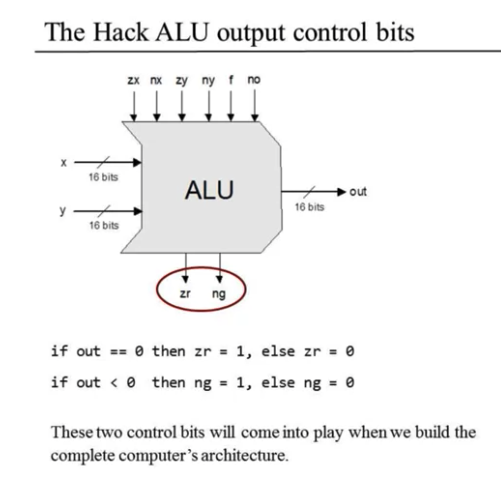 The Hack ALU output control bits
zx nx zy ny f no
x
16 bits
ALU
out
16 bits
y
16 bits
zr ng
if out == 0 then zr = 1, else zr = 0
if out < 0 then ng = 1, else ng = 0
These two control bits will come into play when we build the
complete computer's architecture.